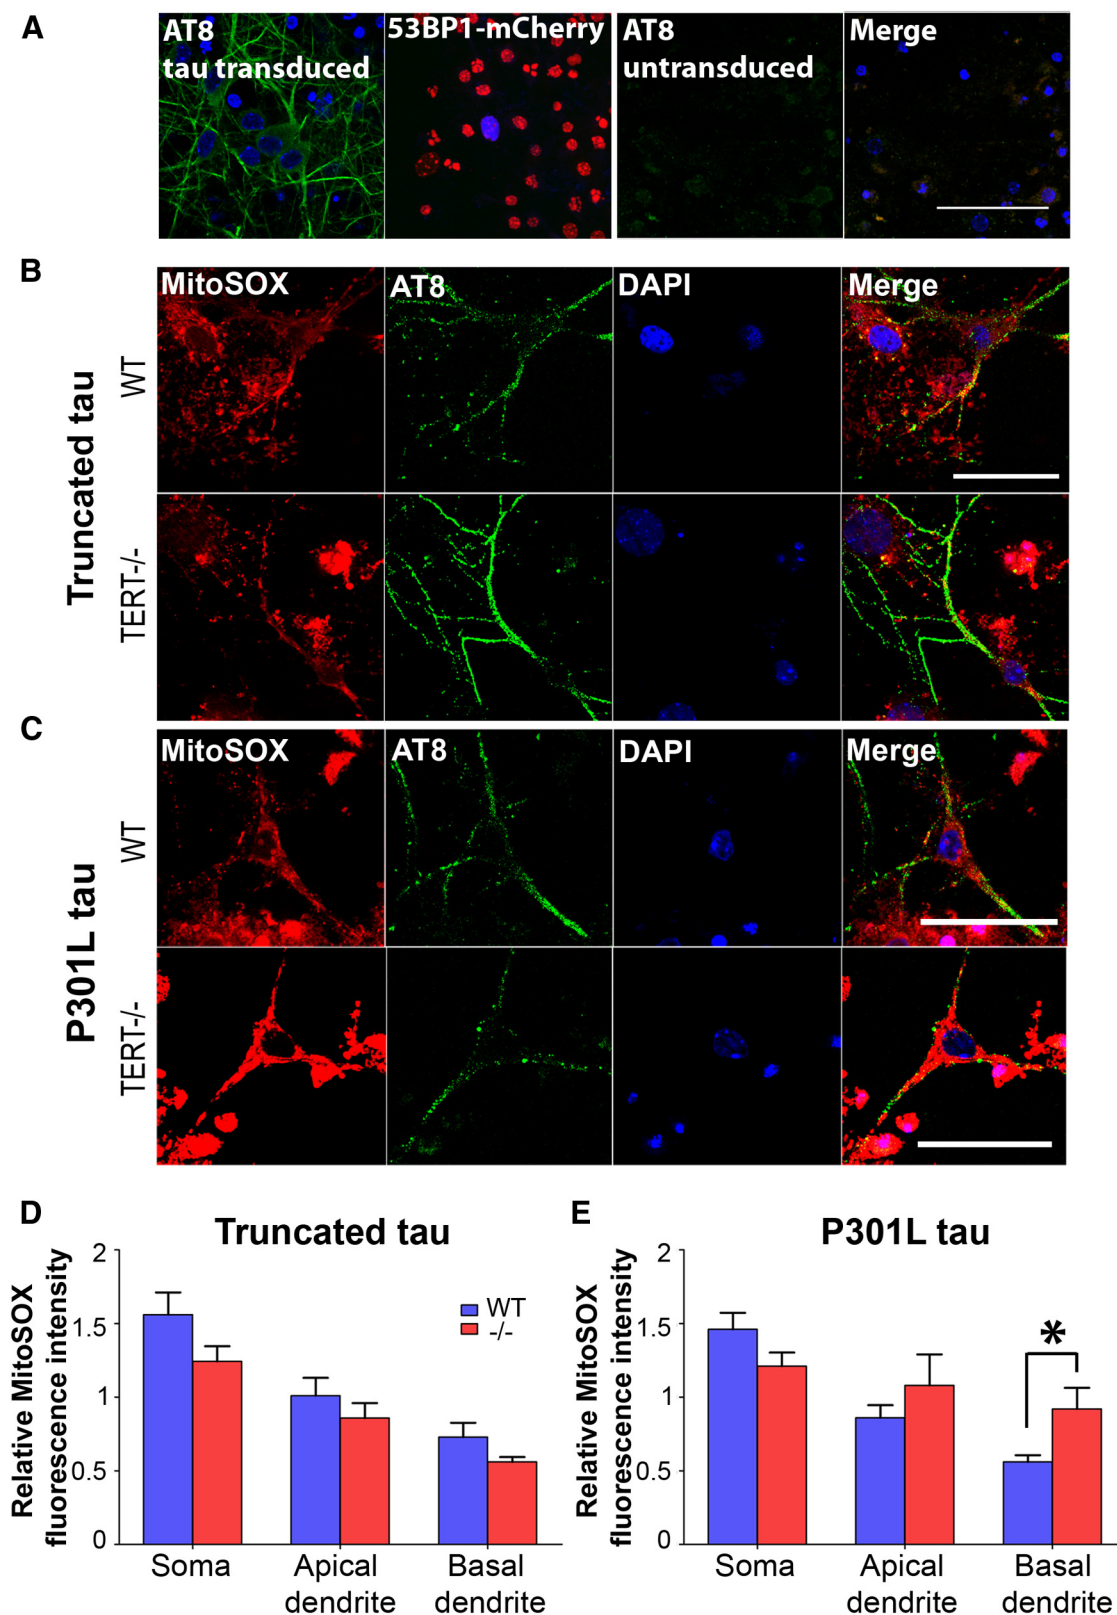 A
AT8
tau transduced
53BP1-mCherry
AT8
untransduced
Merge
B
MitoSOX
AT8
DAPI
Merge
Truncated tau
WT
TERT-/-
C
MitoSOX
AT8
DAPI
Merge
P301L tau
WT
TERT-/-
D
Truncated tau
Relative MitoSOX
fluorescence intensity
2
1.5
1
0.5
0
WT
-/-
Soma
Apical
dendrite
Basal
dendrite
E
P301L tau
Relative MitoSOX
fluorescence intensity
2
1.5
1
0.5
0
*
Soma
Apical
dendrite
Basal
dendrite